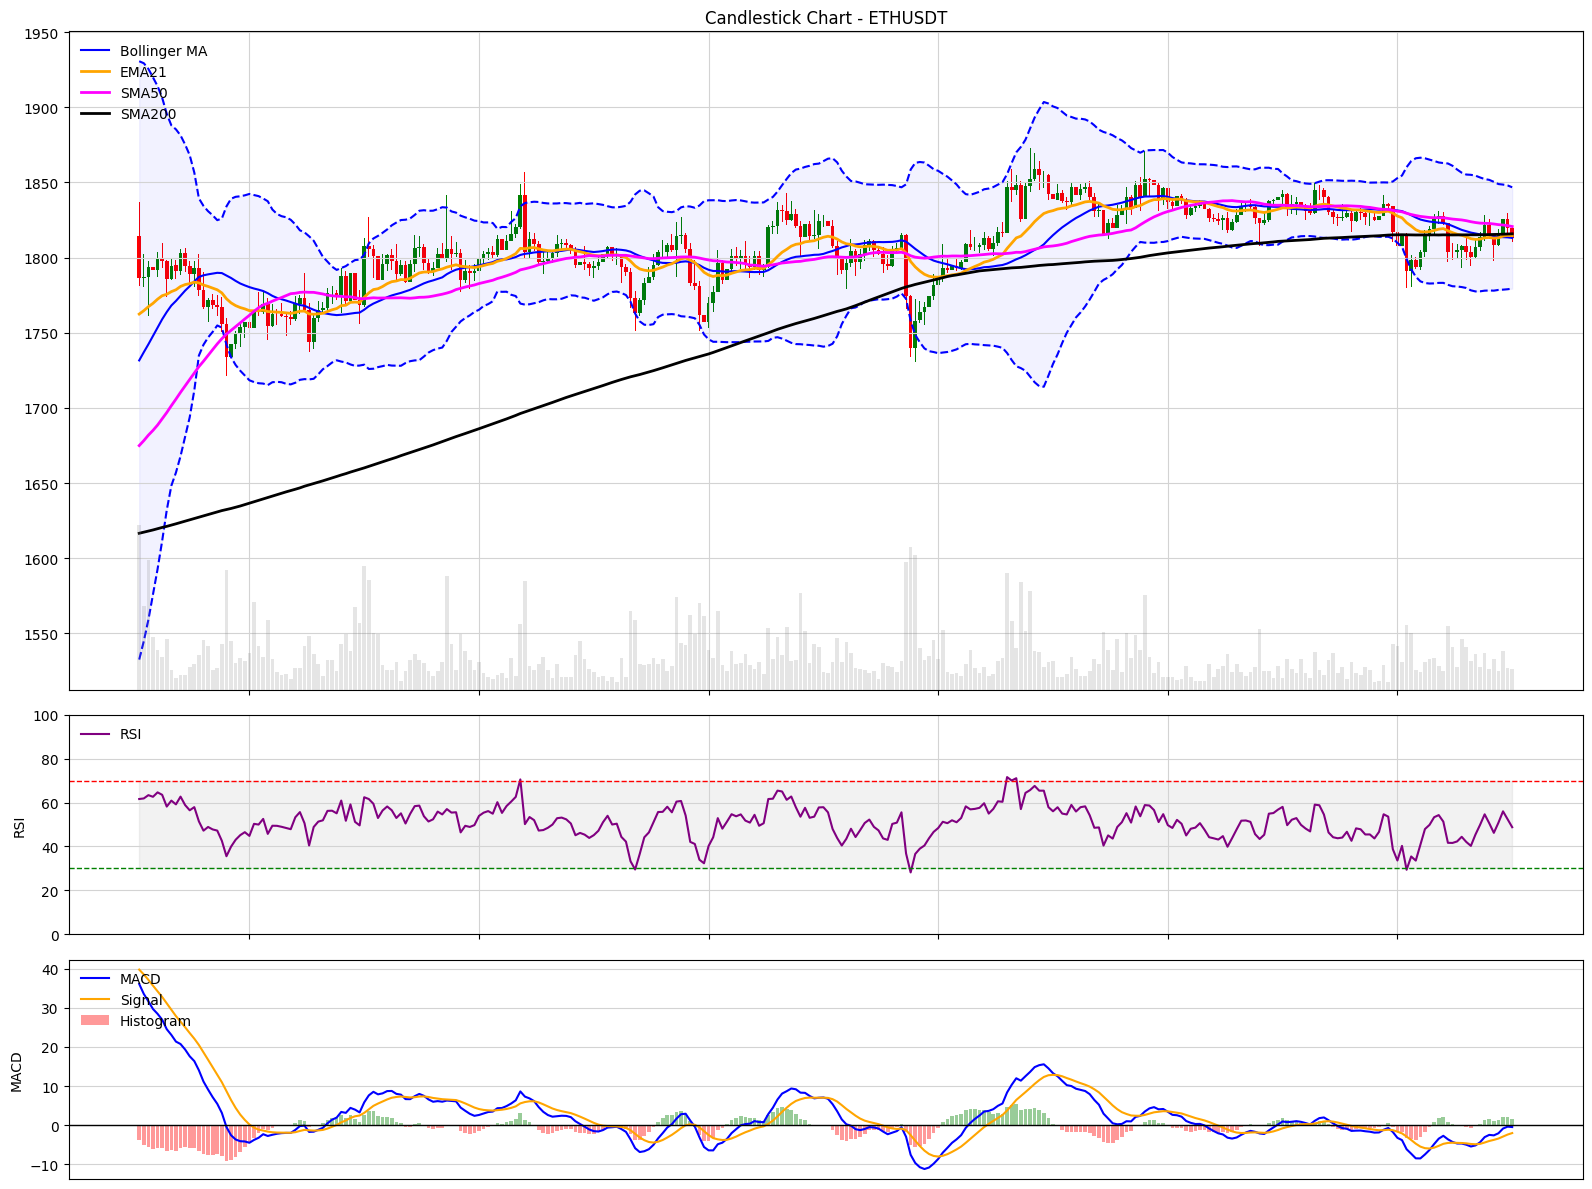 Candlestick Chart - ETHUSDT
1950
1900
1850
1800
1750
1700
1650
1600
1550
Bollinger MA
EMA21
SMA50
SMA200
100
80
60
40
20
0
RSI
RSI
40
30
20
10
0
−10
MACD
MACD
Signal
Histogram